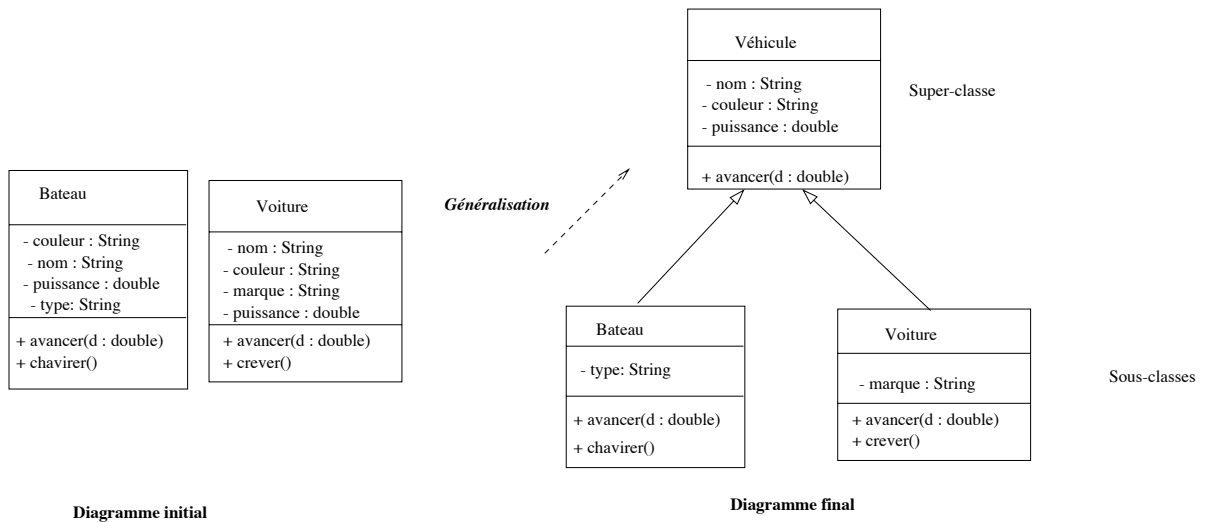 Bateau
- couleur : String
- nom : String
- puissance : double
- type: String
+ avancer(d : double)
+ chavirer()
Voiture
- nom : String
- couleur : String
- marque : String
- puissance : double
+ avancer(d : double)
+ crever()
Diagramme initial
Généralisation
Véhicule
- nom : String
- couleur : String
- puissance : double
+ avancer(d : double)
Super-classe
Bateau
- type: String
+ avancer(d : double)
+ chavirer()
Voiture
- marque : String
+ avancer(d : double)
+ crever()
Sous-classes
Diagramme final